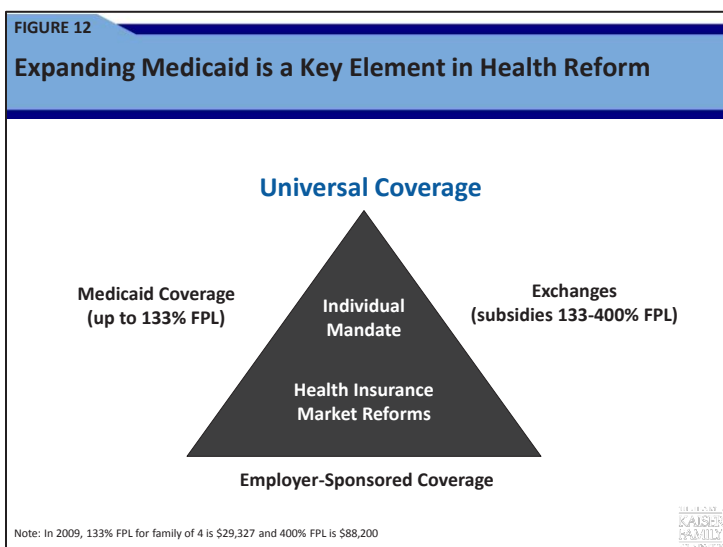 FIGURE 12
Expanding Medicaid is a Key Element in Health Reform
Universal Coverage
Medicaid Coverage
(up to 133% FPL)
Individual
Mandate
Exchanges
(subsidies 133-400% FPL)
Health Insurance
Market Reforms
Employer-Sponsored Coverage
Note: In 2009, 133% FPL for family of 4 is $29,327 and 400% FPL is $88,200
KAISER
FAMILY